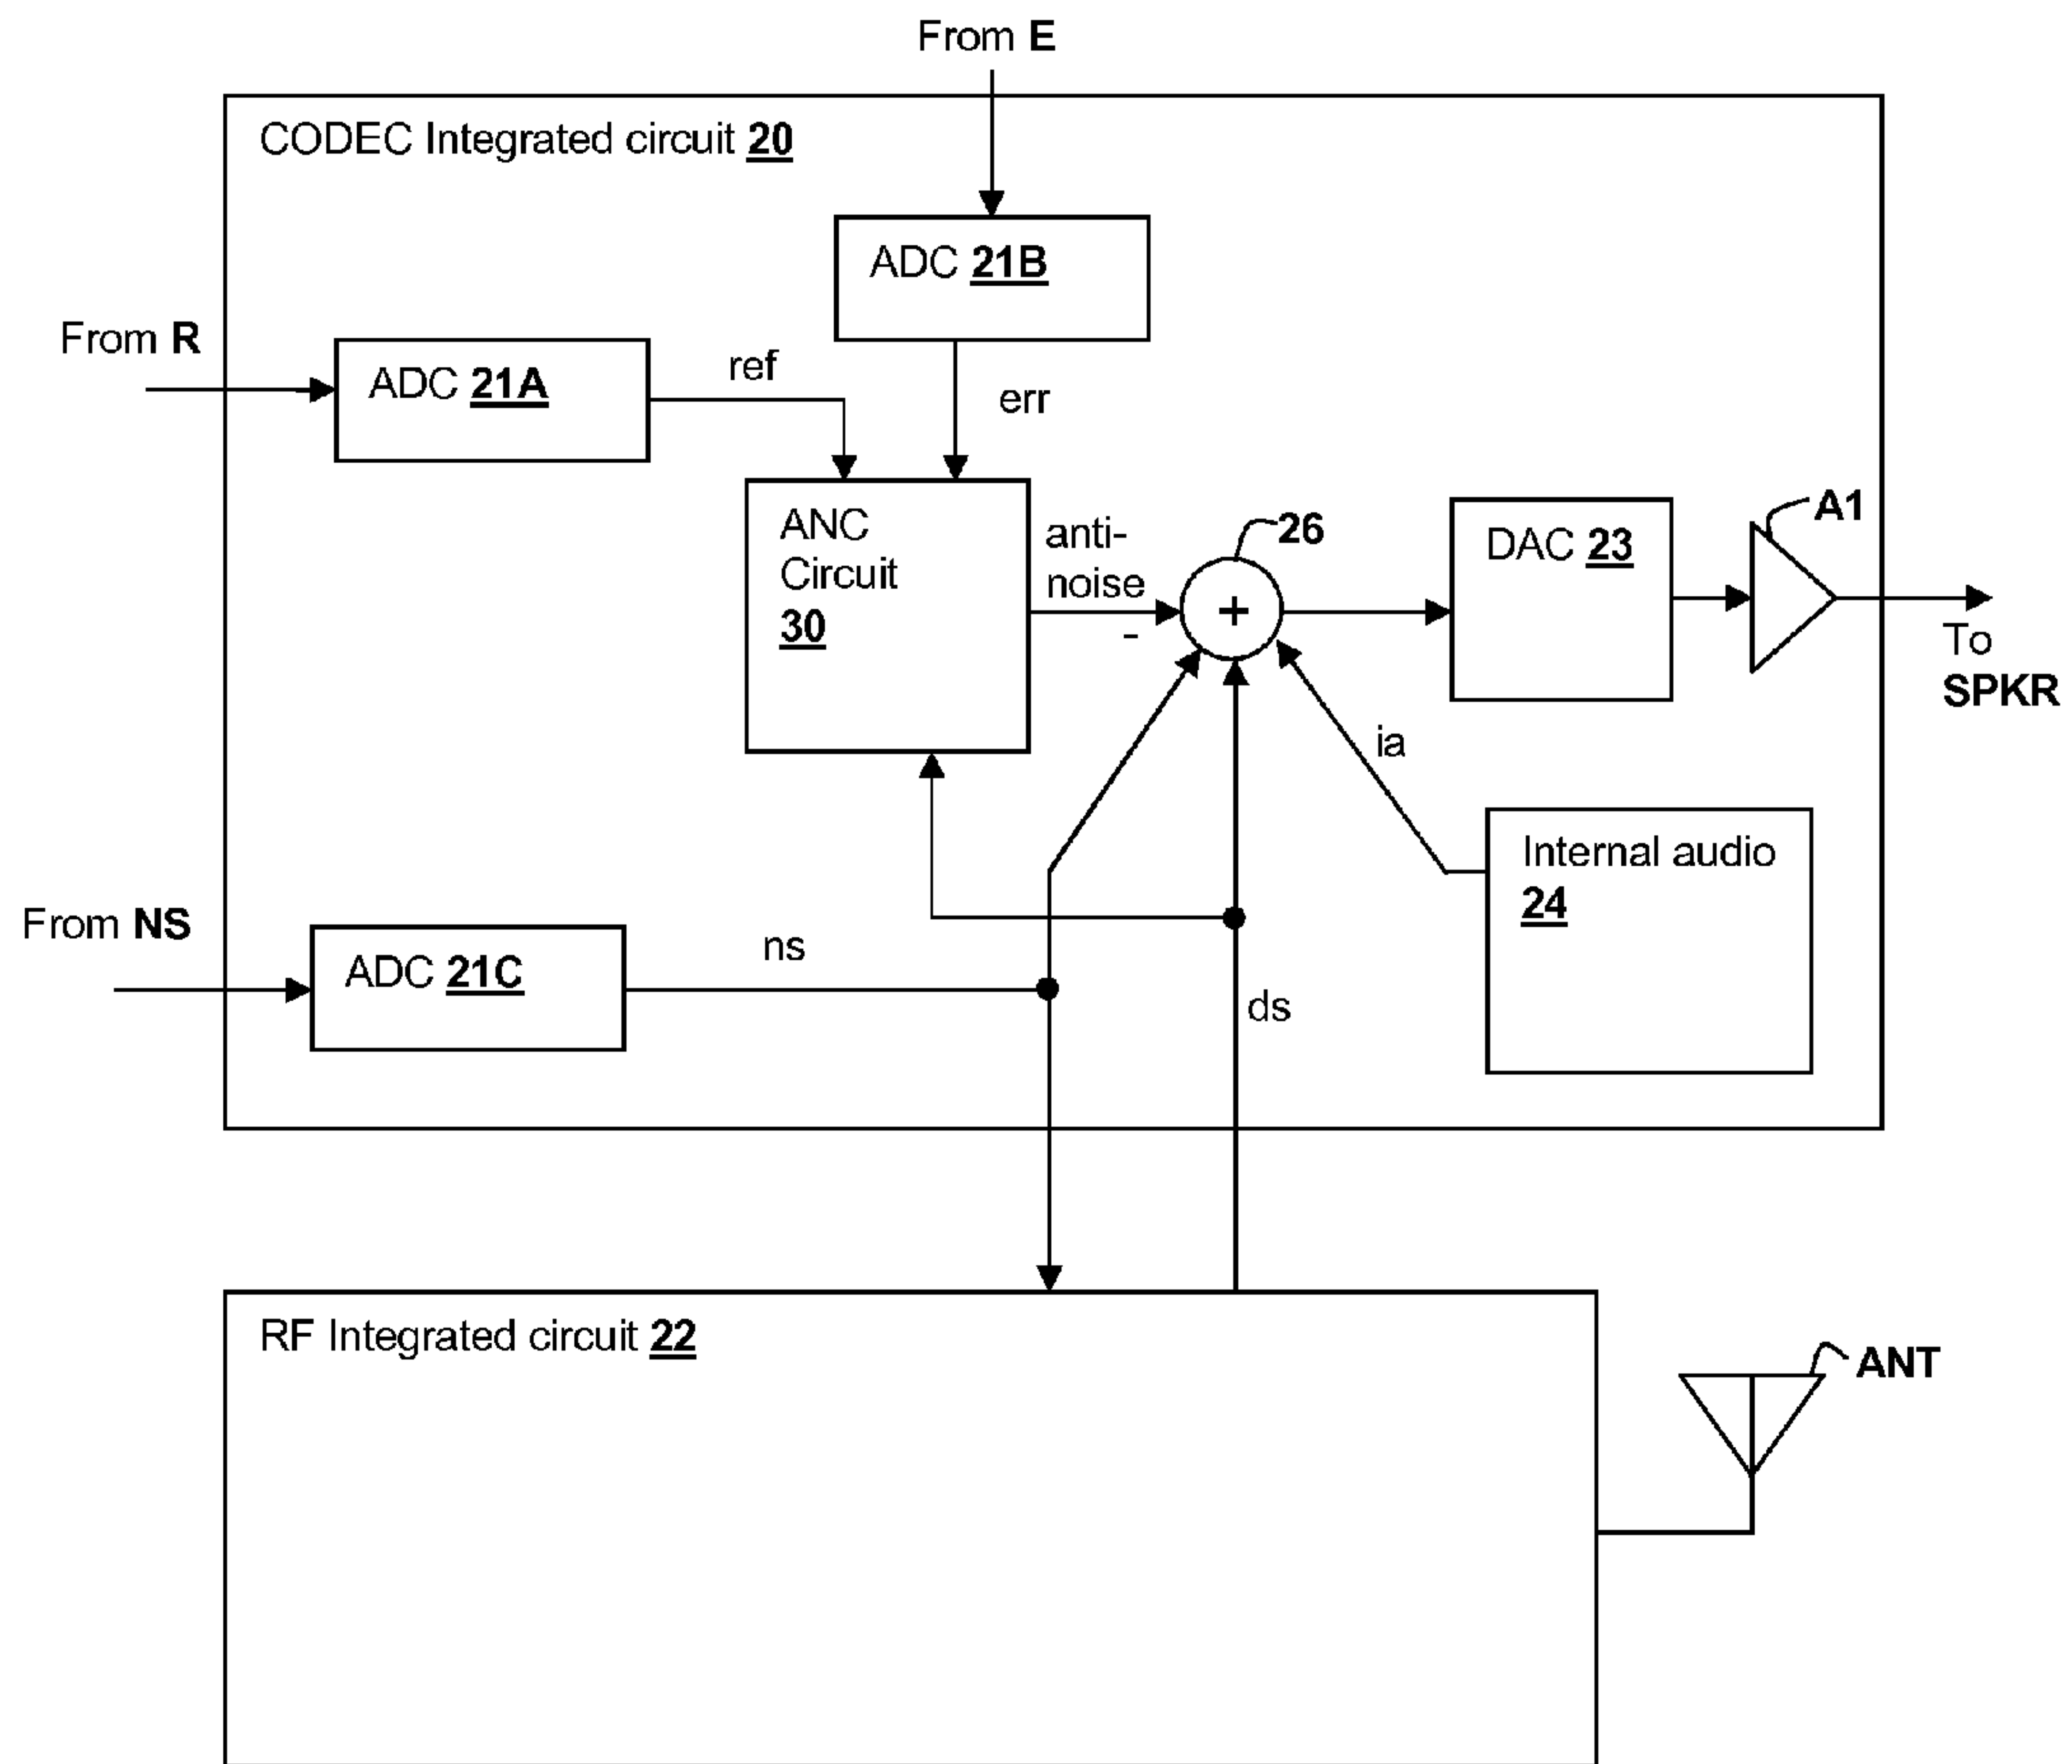 From E
CODEC Integrated circuit 20
ADC 21B
From R
ADC 21A
ref
err
ANC
Circuit
30
anti-
noise
-
+
26
DAC 23
A1
To
SPKR
ia
Internal audio
24
From NS
ADC 21C
ns
ds
RF Integrated circuit 22
ANT